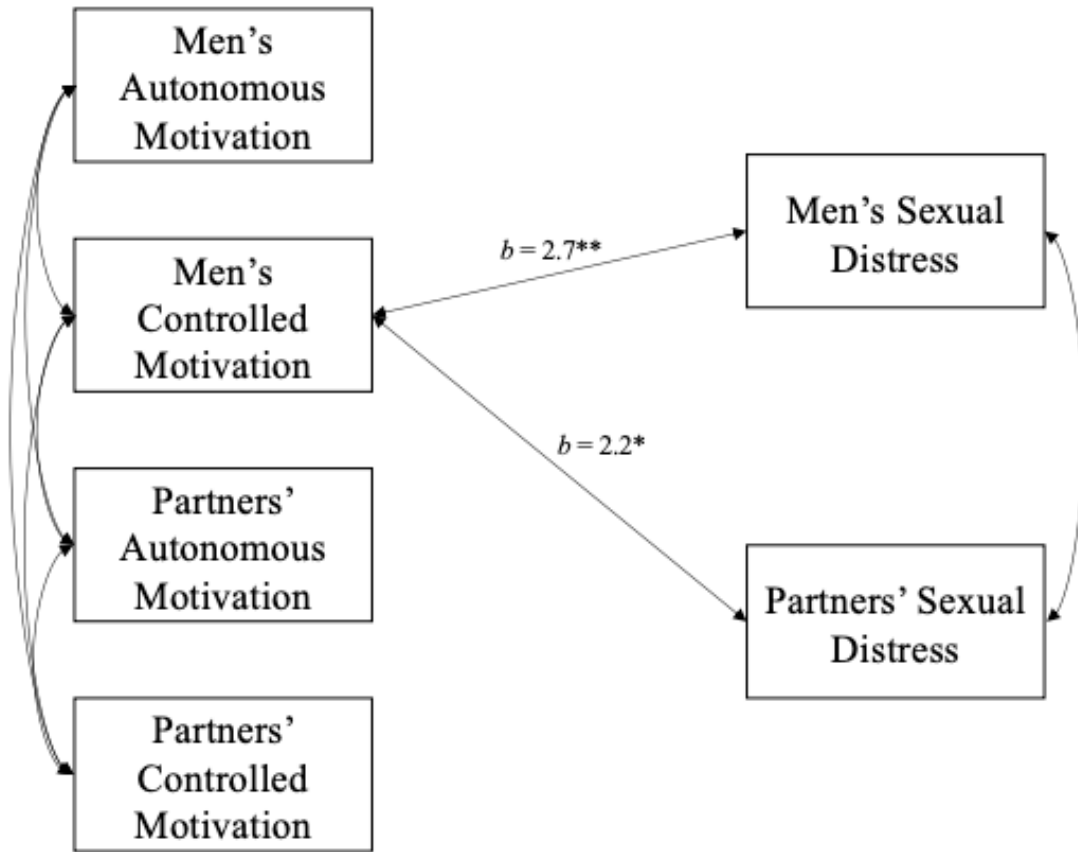 Men’s
Autonomous
Motivation
Men’s
Controlled
Motivation
Partners’
Autonomous
Motivation
Partners’
Controlled
Motivation
b = 2.7**
b = 2.2*
Men’s Sexual
Distress
Partners’ Sexual
Distress